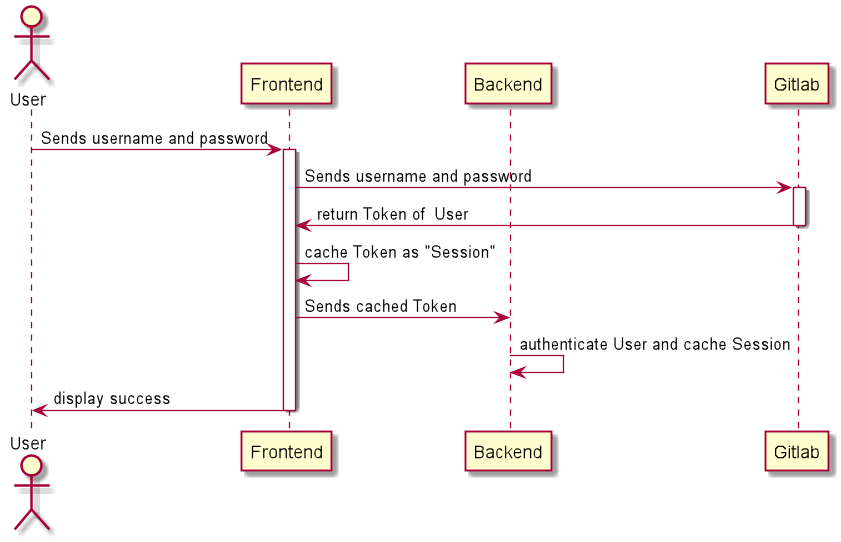 User
Frontend
Backend
Gitlab
Sends username and password
Sends username and password
return Token of  User
cache Token as "Session"
Sends cached Token
authenticate User and cache Session
display success
User
Frontend
Backend
Gitlab